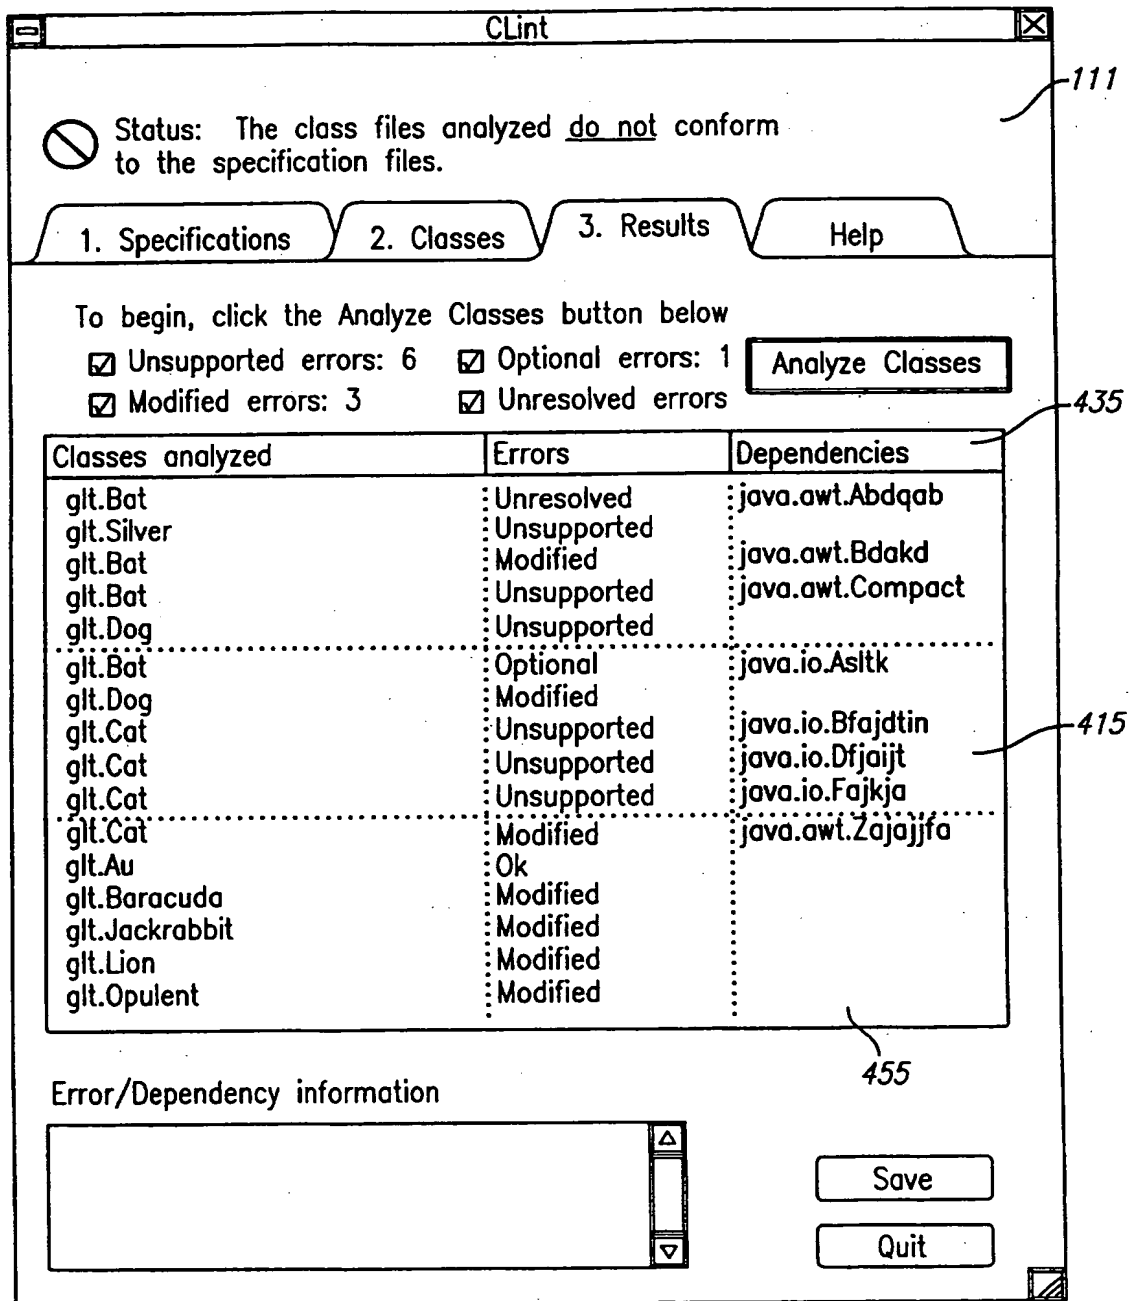 CLint
111
Status: The class files analyzed do not conform
to the specification files.
1. Specifications 2. Classes 3. Results Help
To begin, click the Analyze Classes button below
Unsupported errors: 6 Optional errors: 1 Analyze Classes
Modified errors: 3 Unresolved errors
435
Classes analyzed Errors Dependencies
glt.Bat Unresolved java.awt.Abdqab
glt.Silver Unsupported
glt.Bat Modified java.awt.Bdakd
glt.Bat Unsupported java.awt.Compact
glt.Dog Unsupported
glt.Bat Optional java.io.Asltk
glt.Dog Modified
glt.Cat Unsupported java.io.Bfajdtin
415
glt.Cat Unsupported java.io.Dfjaijt
glt.Cat Unsupported java.io.Fajkja
glt.Cat Modified java.awt.Zajajjfa
glt.Au Ok
glt.Baracuda Modified
glt.Jackrabbit Modified
glt.Lion Modified
glt.Opulent Modified
455
Error/Dependency information
Save
Quit